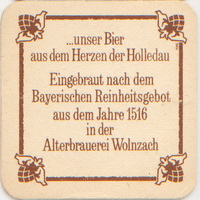 ...unser Bier
aus dem Herzen der Holledau
Eingebraut nach dem
Bayerischen Reinheitsgebot
aus dem Jahre 1516
in der
Alterbrauerei Wolnzach